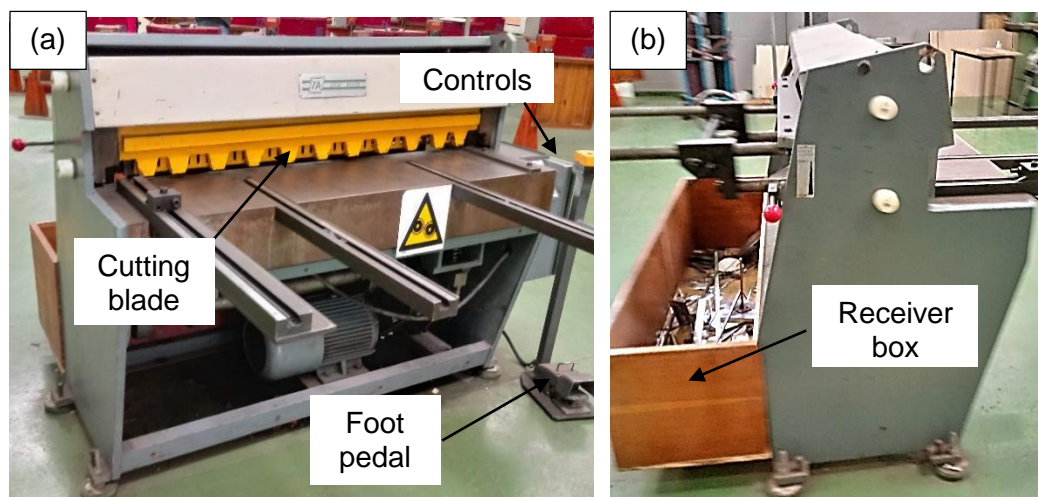 (a)
Controls
Cutting
blade
Foot
pedal
(b)
Receiver
box